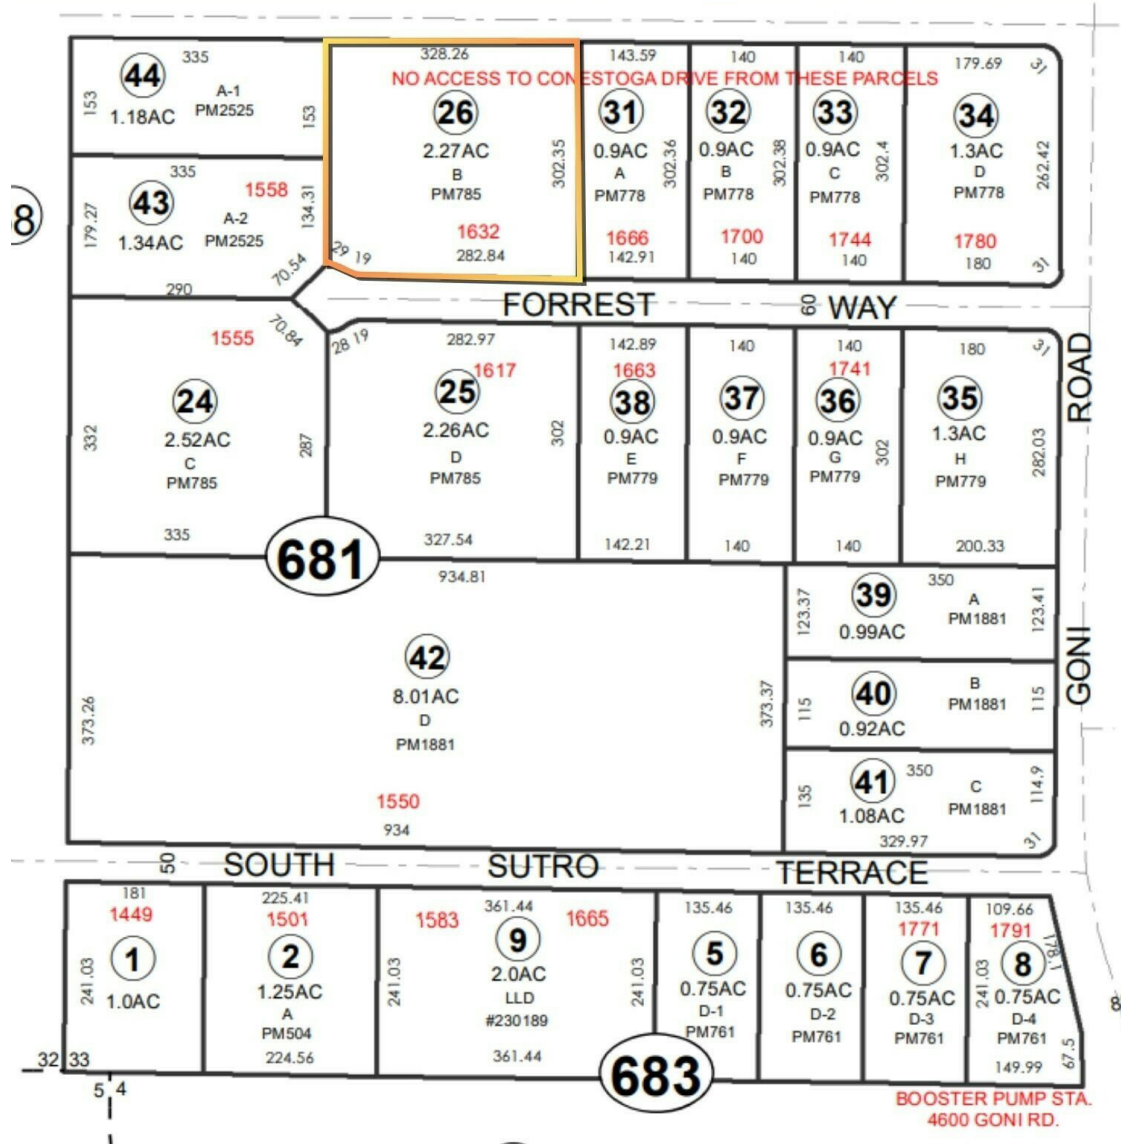 335
44
153
A-1
PM2525
1.18AC
153
328.26
143.59
140
140
179.69
31
NO ACCESS TO CONESTOGA DRIVE FROM THESE PARCELS
26
2.27AC
B
PM785
302.35
1632
282.84
29 19
31
0.9AC
A
PM778
302.36
1666
142.91
32
0.9AC
B
PM778
302.38
1700
140
33
0.9AC
C
PM778
302.4
1744
140
34
1.3AC
D
PM778
262.42
1780
180
31
335
43
1558
179.27
A-2
PM2525
1.34AC
134.31
70.54
290
FORREST 60 WAY
70.84
1555
24
2.52AC
C
PM785
332
287
335
28 19
282.97
1617
25
2.26AC
D
PM785
302
327.54
142.89
1663
38
0.9AC
E
PM779
142.21
140
37
0.9AC
F
PM779
140
140
1741
36
0.9AC
G
PM779
302
140
180
31
35
1.3AC
H
PM779
282.03
200.33
GONI ROAD
681
934.81
42
8.01AC
D
PM1881
373.26
373.37
1550
934
350
123.37
39
0.99AC
A
PM1881
123.41
115
40
0.92AC
B
PM1881
115
135
41
350
1.08AC
C
PM1881
114.9
329.97
31
50
SOUTH SUTRO TERRACE
181
1449
1
1.0AC
241.03
225.41
1501
2
1.25AC
A
PM504
224.56
361.44
1583
1665
9
2.0AC
LLD
#230189
241.03
241.03
361.44
135.46
5
0.75AC
D-1
PM761
135.46
6
0.75AC
D-2
PM761
135.46
1771
7
0.75AC
D-3
PM761
109.66
1791
8
0.75AC
D-4
PM761
241.03
178.1
67.5
149.99
683
32 33
5 4
BOOSTER PUMP STA.
4600 GONI RD.